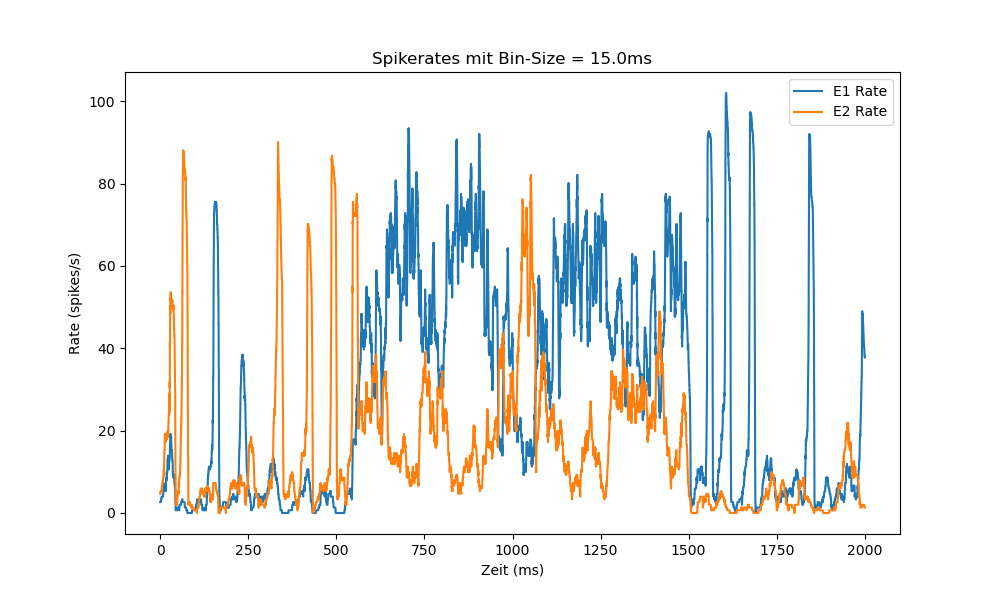 Spikerates mit Bin-Size = 15.0ms
E1 Rate
E2 Rate
100
80
60
40
20
0
Rate (spikes/s)
0 250 500 750 1000 1250 1500 1750 2000
Zeit (ms)